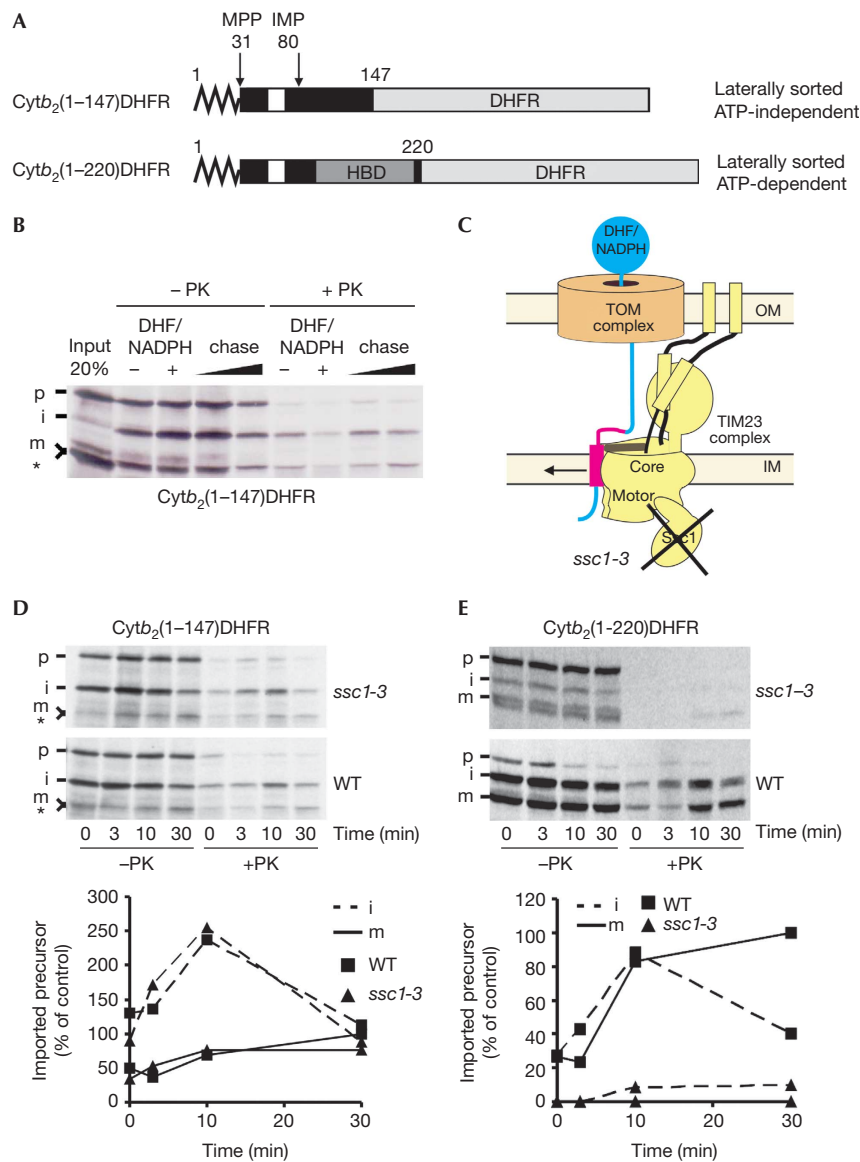 A
MPP IMP
31 80
1 147
Cytb2(1–147)DHFR DHFR Laterally sorted
ATP-independent
1 220
Cytb2(1–220)DHFR HBD DHFR Laterally sorted
ATP-dependent
B
– PK + PK
DHF/ DHF/
Input NADPH chase NADPH chase
20% – + – +
p
i
m
*
Cytb2(1–147)DHFR
C
DHF/
NADPH
TOM
complex
OM
TIM23
complex
Core
IM
Motor
Ssc1
ssc1-3
D
Cytb2(1–147)DHFR
p
i
m
*
ssc1-3
p
i
m
*
WT
0 3 10 30 0 3 10 30 Time (min)
–PK +PK
Imported precursor
(% of control)
300
250
200
150
100
50
0
i
m
WT
ssc1-3
0 10 20 30
Time (min)
E
Cytb2(1-220)DHFR
p
i
m
ssc1–3
p
i
m
WT
0 3 10 30 0 3 10 30 Time (min)
–PK +PK
Imported precursor
(% of control)
120
100
80
60
40
20
0
i WT
m ssc1-3
0 10 20 30
Time (min)